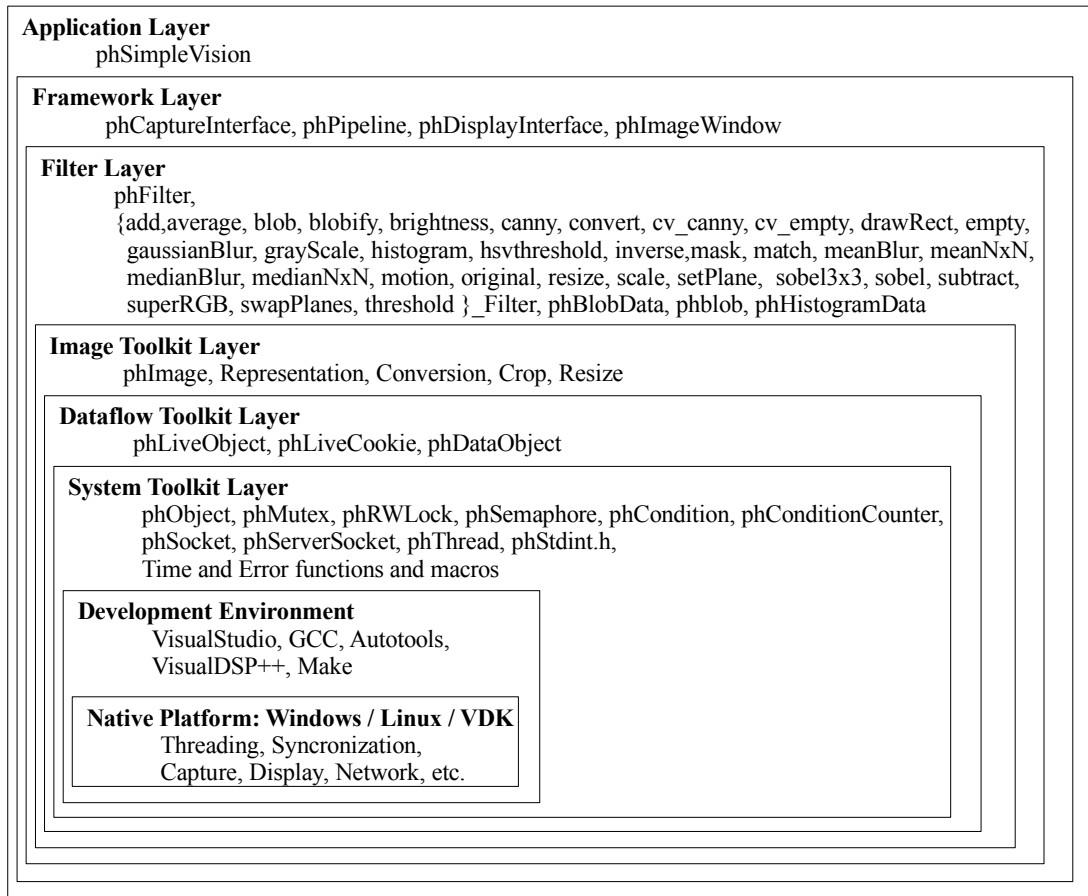 Application Layer
phSimpleVision
Framework Layer
phCaptureInterface, phPipeline, phDisplayInterface, phImageWindow
Filter Layer
phFilter,
{add,average, blob, blobify, brightness, canny, convert, cv_canny, cv_empty, drawRect, empty,
gaussianBlur, grayScale, histogram, hsvthreshold, inverse,mask, match, meanBlur, meanNxN,
medianBlur, medianNxN, motion, original, resize, scale, setPlane, sobel3x3, sobel, subtract,
superRGB, swapPlanes, threshold }_Filter, phBlobData, phblob, phHistogramData
Image Toolkit Layer
phImage, Representation, Conversion, Crop, Resize
Dataflow Toolkit Layer
phLiveObject, phLiveCookie, phDataObject
System Toolkit Layer
phObject, phMutex, phRWLock, phSemaphore, phCondition, phConditionCounter,
phSocket, phServerSocket, phThread, phStdint.h,
Time and Error functions and macros
Development Environment
VisualStudio, GCC, Autotools,
VisualDSP++, Make
Native Platform: Windows / Linux / VDK
Threading, Syncronization,
Capture, Display, Network, etc.